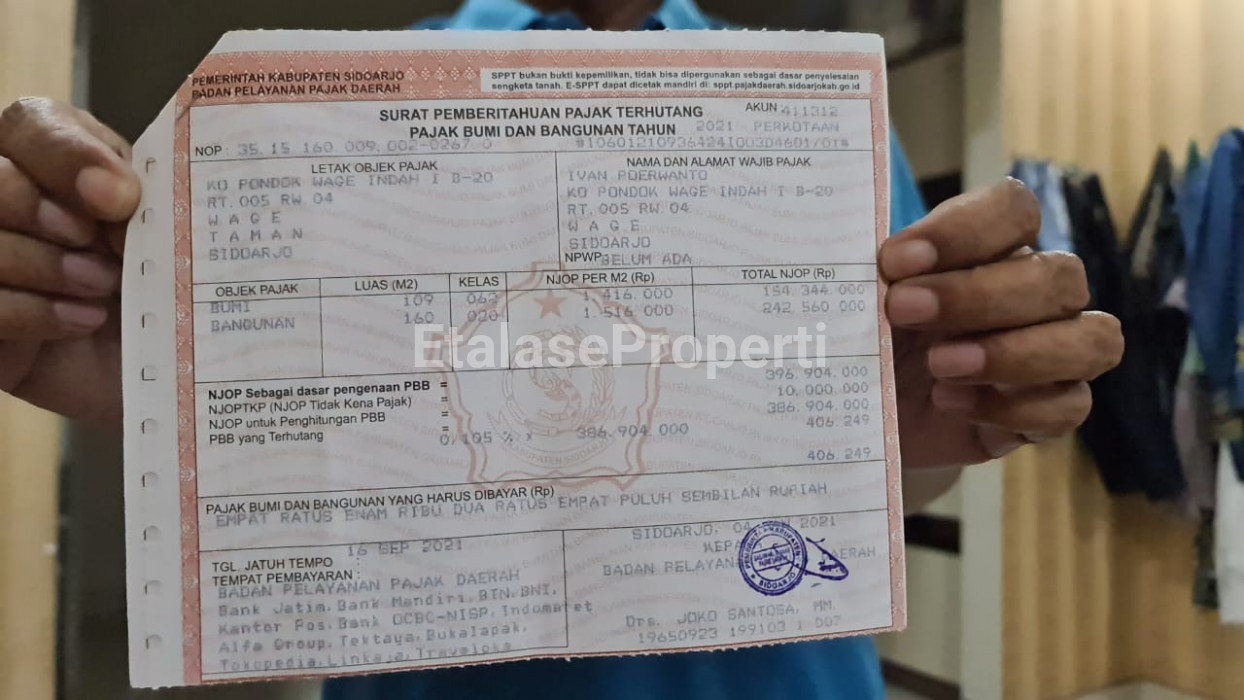 PEMERINTAH KABUPATEN SIDOARJO
BADAN PELAYANAN PAJAK DAERAH
SPPT bukan bukti kepemilikan, tidak bisa dipergunakan sebagai dasar penyelesaian
sengketa tanah. E-SPPT dapat dicetak mandiri di: sppt.pajakdaerah.sidoarjokab.go.id
SURAT PEMBERITAHUAN PAJAK TERHUTANG
AKUN : 411312
PAJAK BUMI DAN BANGUNAN TAHUN 2021 PERKOTAAN
NOP : 35.15.160.009.002-0267.0
LETAK OBJEK PAJAK
KO PONDOK WAGE INDAH I B-20
RT.005 RW.04
W A G E
T A M A N
SIDOARJO
NAMA DAN ALAMAT WAJIB PAJAK
IVAN POERWANTO
KO PONDOK WAGE INDAH I B-20
RT.005 RW.04
W A G E
SIDOARJO
NPWP BELUM ADA
OBJEK PAJAK LUAS (M2) KELAS NJOP PER M2 (Rp) TOTAL NJOP (Rp)
BUMI 109 062 1.416.000 154.344.000
BANGUNAN 160 020 1.516.000 242.560.000
EtalaseProperti
NJOP Sebagai dasar pengenaan PBB = 396.904.000
NJOPTKP (NJOP Tidak Kena Pajak) = 10.000.000
NJOP untuk Penghitungan PBB = 386.904.000
PBB yang Terhutang = 0,105 % x 386.904.000 406.249
406.249
PAJAK BUMI DAN BANGUNAN YANG HARUS DIBAYAR (Rp)
EMPAT RATUS ENAM RIBU DUA RATUS EMPAT PULUH SEMBILAN RUPIAH
TGL. JATUH TEMPO : 16 SEP 2021
TEMPAT PEMBAYARAN :
BADAN PELAYANAN PAJAK DAERAH
Bank Jatim, Bank Mandiri, BTN, BNI,
Kantor Pos, Bank OCBC-NISP, Indomaret
Alfa Group, Tektaya, Bukalapak,
Tokopedia, Linkaja, Traveloka
SIDOARJO, 04 2021
BADAN PELAYANAN DAERAH
Drs. JOKO SANTOSA, MM.
19650923 199103 1 007